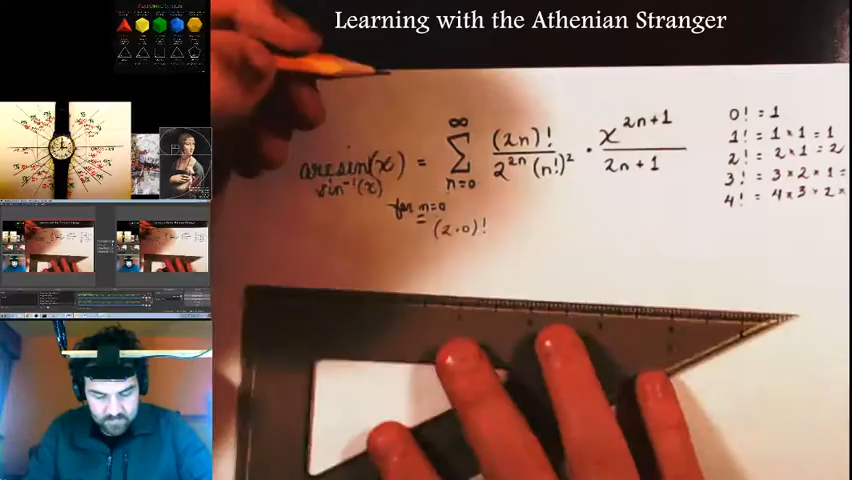 Learning with the Athenian Stranger
arcsin(x) = ∞ Σ n=0 (2n)! / 2^2n (n!)^2 · x^2n+1 / 2n+1
sin^-1(x)
for n=0
= (2·0)!
0! = 1
1! = 1 × 1 = 1
2! = 2 × 1 = 2
3! = 3 × 2 × 1 =
4! = 4 × 3 × 2 ×